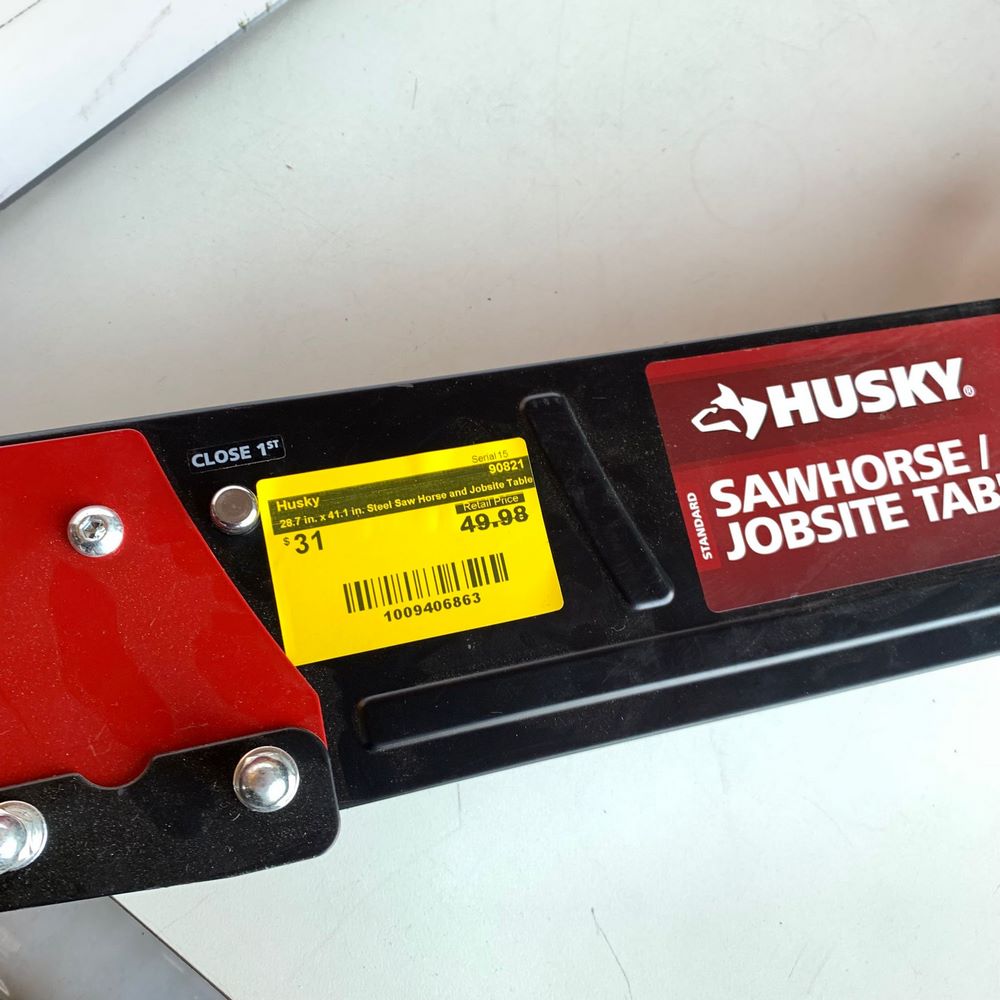 CLOSE 1ST
Serial 15
90821
Husky
28.7 in. x 41.1 in. Steel Saw Horse and Jobsite Table
Retail Price
$31
49.98
1009406863
HUSKY®
STANDARD
SAWHORSE /
JOBSITE TAB